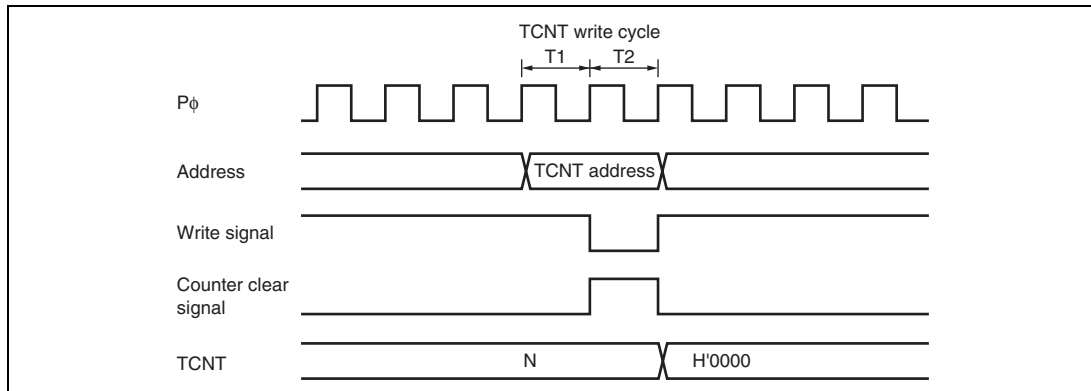 TCNT write cycle
T1 T2
Pϕ
Address
TCNT address
Write signal
Counter clear
signal
TCNT
N
H'0000